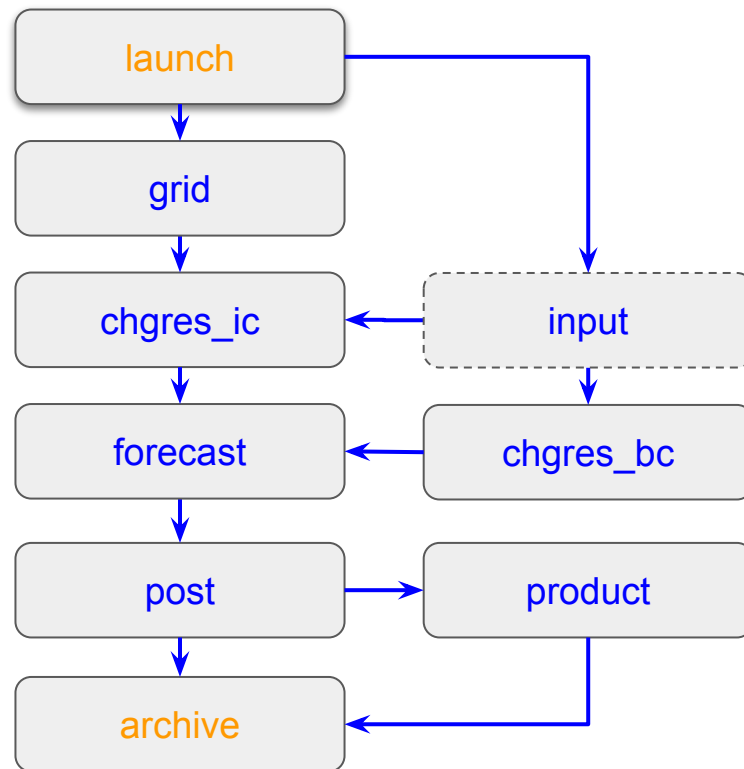 launch
grid
chgres_ic
input
forecast
chgres_bc
post
product
archive